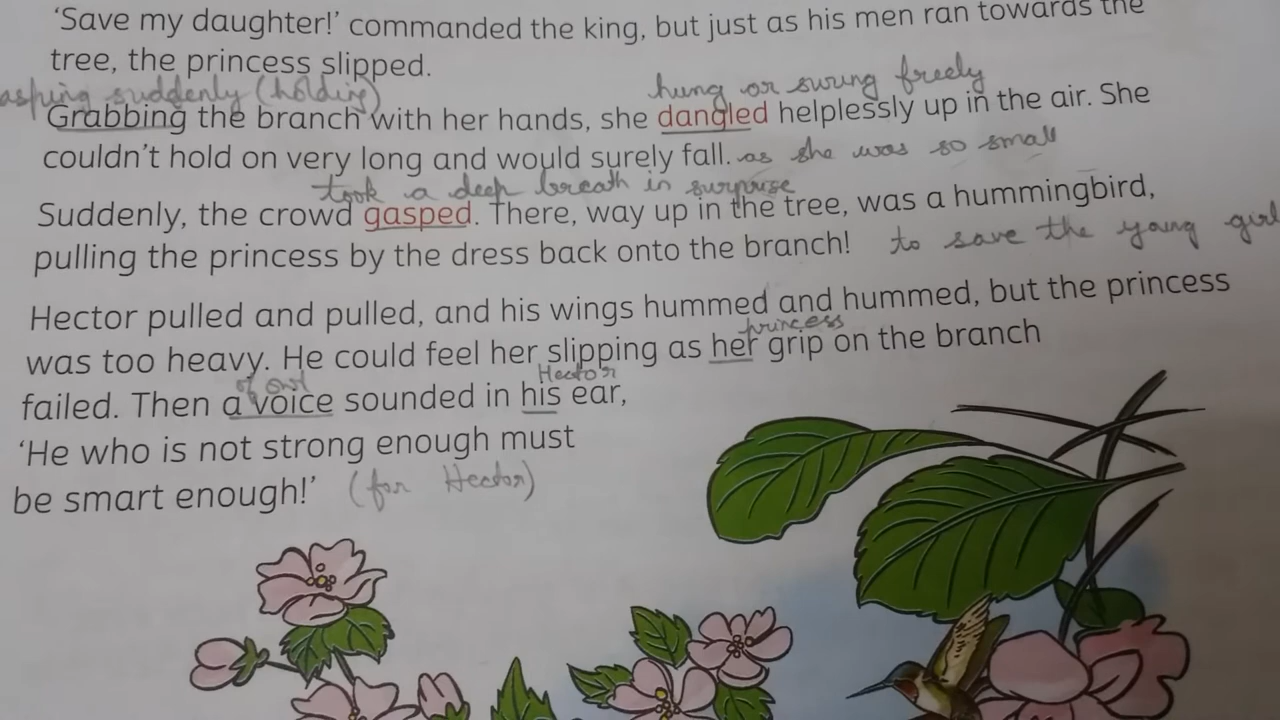 ‘Save my daughter!’ commanded the king, but just as his men ran towards the
tree, the princess slipped.
asping suddenly (holding)
hung or swung freely
Grabbing the branch with her hands, she dangled helplessly up in the air. She
couldn’t hold on very long and would surely fall. as she was so small
took a deep breath in surprise
Suddenly, the crowd gasped. There, way up in the tree, was a hummingbird,
pulling the princess by the dress back onto the branch! to save the young girl
Hector pulled and pulled, and his wings hummed and hummed, but the princess
princess
was too heavy. He could feel her slipping as her grip on the branch
of owl
Hector
failed. Then a voice sounded in his ear,
‘He who is not strong enough must
be smart enough!’ (for Hector)